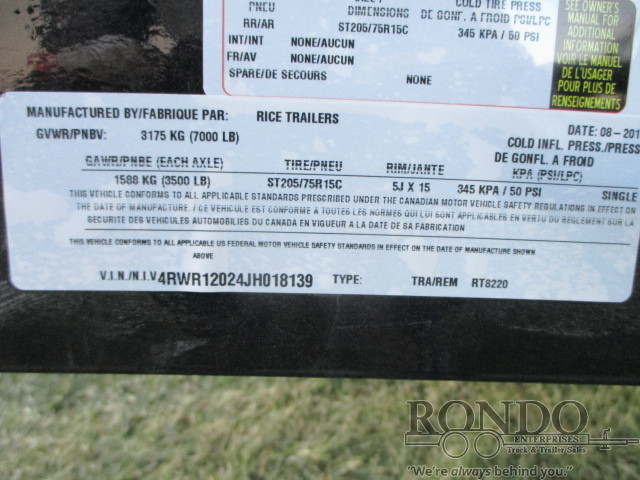 PNEU DIMENSIONS COLD TIRE PRESS
DE GONFL. A FROID KPA/LPC
RR/AR ST205/75R15C 345 KPA / 50 PSI
INT/INT NONE/AUCUN
FR/AV NONE/AUCUN
SPARE/DE SECOURS NONE
SEE OWNER'S
MANUAL FOR
ADDITIONAL
INFORMATION
VOIR LE MANUEL
DE L'USAGER
POUR PLUS DE
RENSEIGNEMENTS
MANUFACTURED BY/FABRIQUE PAR: RICE TRAILERS
DATE: 08-201
GVWR/PNBV: 3175 KG (7000 LB)
COLD INFL. PRESS./PRESS
DE GONFL. A FROID
GAWR/PNBE (EACH AXLE) TIRE/PNEU RIM/JANTE KPA (PSI/LPC)
1588 KG (3500 LB) ST205/75R15C 5J X 15 345 KPA / 50 PSI SINGLE
THIS VEHICLE CONFORMS TO ALL APPLICABLE STANDARDS PRESCRIBED UNDER THE CANADIAN MOTOR VEHICLE SAFETY REGULATIONS IN EFFECT ON
THE DATE OF MANUFACTURE. / CE VEHICULE EST CONFORME A TOUTES LES NORMES QUI LUI SONT APPLICABLES EN VERTU DU REGLEMENT SUR LA
SECURITE DES VEHICULES AUTOMOBILES DU CANADA EN VIGUEUR A LA DATE DE SA FABRICATION
THIS VEHICLE CONFORMS TO ALL APPLICABLE US FEDERAL MOTOR VEHICLE SAFETY STANDARDS IN EFFECT ON THE DATE OF MANUFACTURE SHOWN
ABOVE
V.I.N./N.I.V 4RWR12024JH018139 TYPE: TRA/REM RT8220
RONDO
ENTERPRISES
Truck & Trailer Sales
"We're always behind you."